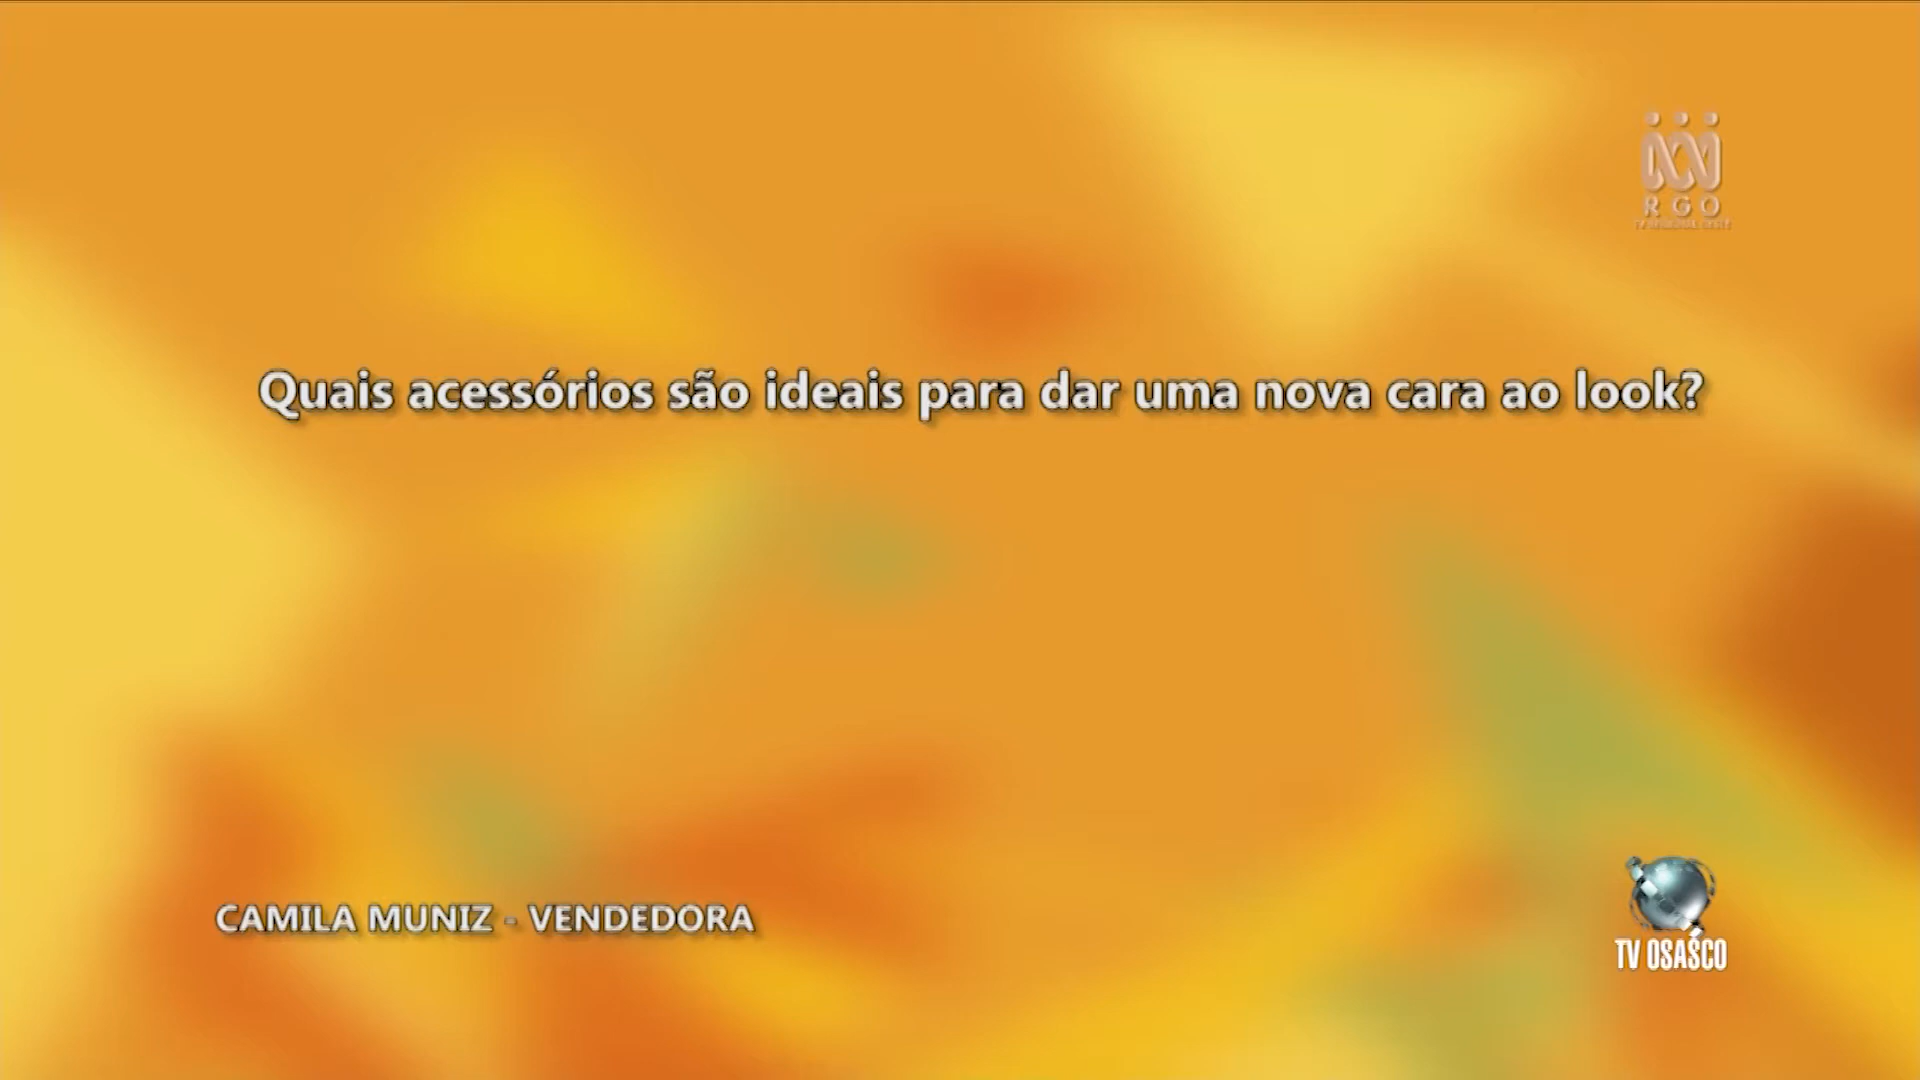 RGO
Quais acessórios são ideais para dar uma nova cara ao look?
CAMILA MUNIZ - VENDEDORA
TV OSASCO